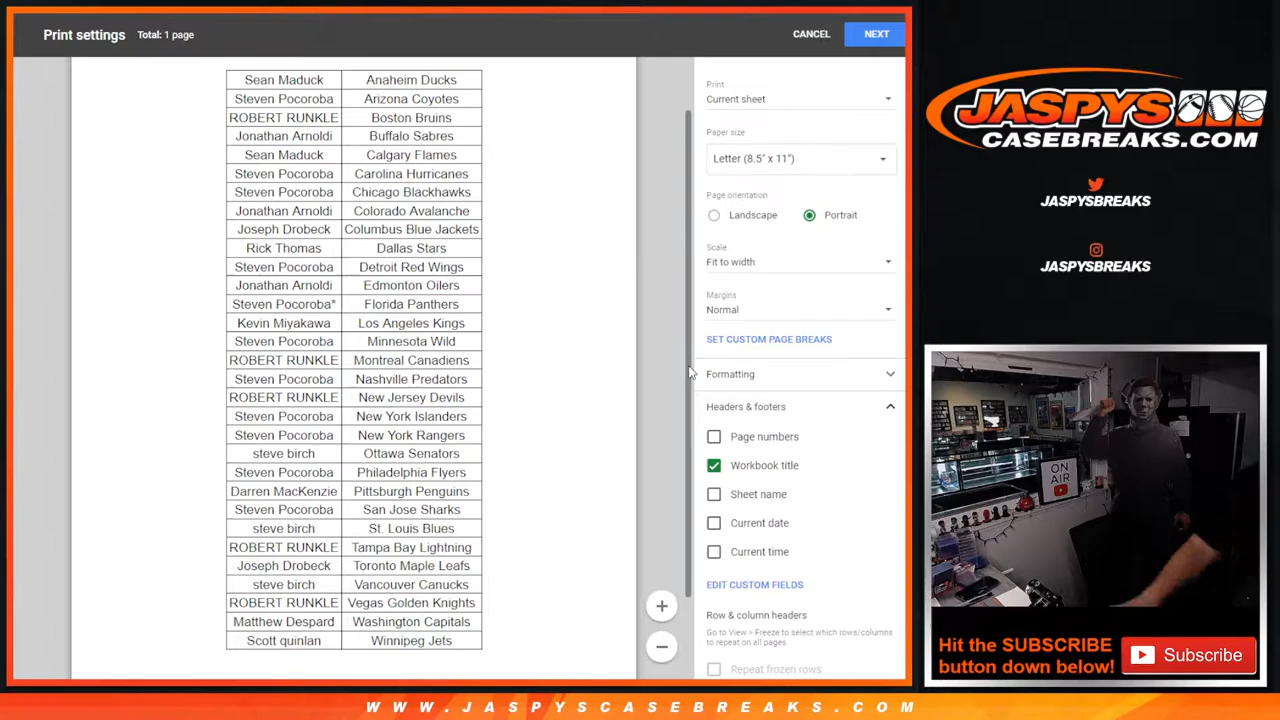 Print settings Total: 1 page CANCEL NEXT
Sean Maduck Anaheim Ducks
Steven Pocoroba Arizona Coyotes
ROBERT RUNKLE Boston Bruins
Jonathan Arnoldi Buffalo Sabres
Sean Maduck Calgary Flames
Steven Pocoroba Carolina Hurricanes
Steven Pocoroba Chicago Blackhawks
Jonathan Arnoldi Colorado Avalanche
Joseph Drobeck Columbus Blue Jackets
Rick Thomas Dallas Stars
Steven Pocoroba Detroit Red Wings
Jonathan Arnoldi Edmonton Oilers
Steven Pocoroba* Florida Panthers
Kevin Miyakawa Los Angeles Kings
Steven Pocoroba Minnesota Wild
ROBERT RUNKLE Montreal Canadiens
Steven Pocoroba Nashville Predators
ROBERT RUNKLE New Jersey Devils
Steven Pocoroba New York Islanders
Steven Pocoroba New York Rangers
steve birch Ottawa Senators
Steven Pocoroba Philadelphia Flyers
Darren MacKenzie Pittsburgh Penguins
Steven Pocoroba San Jose Sharks
steve birch St. Louis Blues
ROBERT RUNKLE Tampa Bay Lightning
Joseph Drobeck Toronto Maple Leafs
steve birch Vancouver Canucks
ROBERT RUNKLE Vegas Golden Knights
Matthew Despard Washington Capitals
Scott quinlan Winnipeg Jets
Print
Current sheet
Paper size
Letter (8.5" x 11")
Page orientation
Landscape Portrait
Scale
Fit to width
Margins
Normal
SET CUSTOM PAGE BREAKS
Formatting
Headers & footers
Page numbers
Workbook title
Sheet name
Current date
Current time
EDIT CUSTOM FIELDS
Row & column headers
Go to View > Freeze to select which rows/columns
to repeat on all pages
Repeat frozen rows
JASPYS
CASEBREAKS.COM
JASPYSBREAKS
JASPYSBREAKS
ON
AIR
Hit the SUBSCRIBE
button down below!
Subscribe
WWW.JASPYSCASEBREAKS.COM